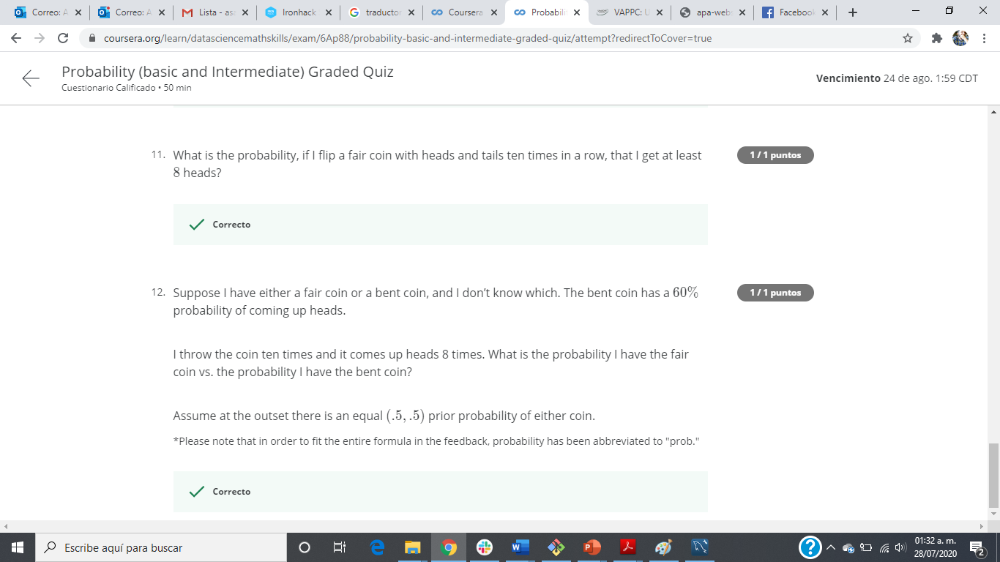 Correo: A
Correo: A
Lista - asa
Ironhack
traductor
Coursera
Probabili
VAPPC: U
apa-web
Facebook
coursera.org/learn/datasciencemathskills/exam/6Ap88/probability-basic-and-intermediate-graded-quiz/attempt?redirectToCover=true
Probability (basic and Intermediate) Graded Quiz
Cuestionario Calificado • 50 min
Vencimiento 24 de ago. 1:59 CDT
11. What is the probability, if I flip a fair coin with heads and tails ten times in a row, that I get at least
8 heads?
1 / 1 puntos
Correcto
12. Suppose I have either a fair coin or a bent coin, and I don’t know which. The bent coin has a 60%
probability of coming up heads.
1 / 1 puntos
I throw the coin ten times and it comes up heads 8 times. What is the probability I have the fair
coin vs. the probability I have the bent coin?
Assume at the outset there is an equal (.5, .5) prior probability of either coin.
*Please note that in order to fit the entire formula in the feedback, probability has been abbreviated to "prob."
Correcto
Escribe aquí para buscar
01:32 a. m.
28/07/2020
2